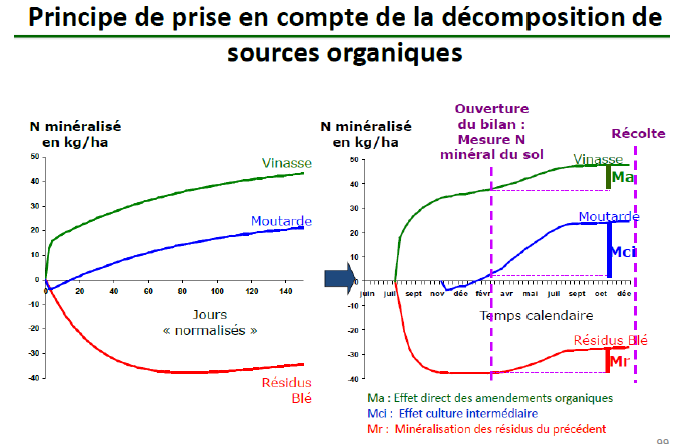 Principe de prise en compte de la décomposition de
sources organiques
N minéralisé
en kg/ha
50
40
30
20
10
0
-10
-20
-30
-40
0
20
40
60
80
100
120
140
Vinasse
Moutarde
Jours
« normalisés »
Résidus
Blé
N minéralisé
en kg/ha
Ouverture
du bilan :
Mesure N
minéral du sol
Récolte
50
40
30
20
10
0
-10
-20
-30
-40
juin juil sept nov déc févr avr mai juil sept oct déc
Vinasse
Ma
Moutarde
Mci
Temps calendaire
Résidus Blé
Mr
Ma : Effet direct des amendements organiques
Mci : Effet culture intermédiaire
Mr : Minéralisation des résidus du précédent
99